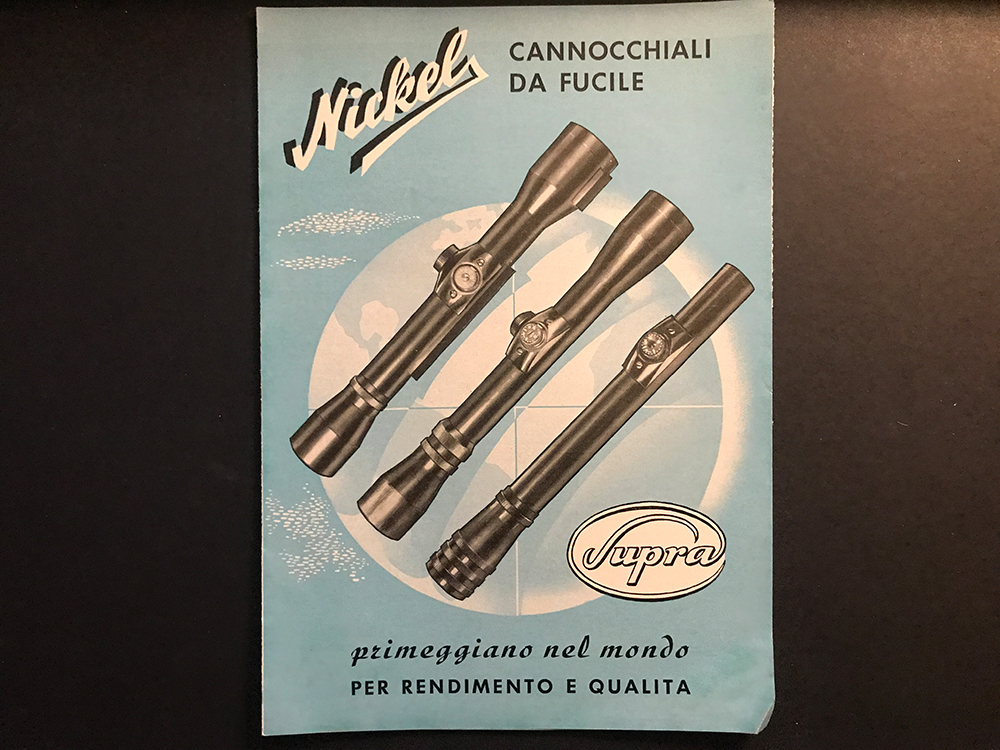 Nickel
CANNOCCHIALI
DA FUCILE
Supra
primeggiano nel mondo
PER RENDIMENTO E QUALITA